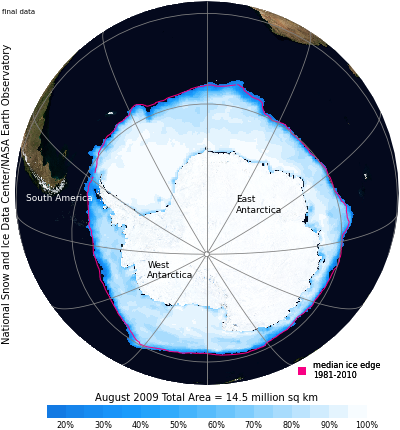 final data
National Snow and Ice Data Center/NASA Earth Observatory
South America
East
Antarctica
West
Antarctica
median ice edge
1981-2010
August 2009 Total Area = 14.5 million sq km
20% 30% 40% 50% 60% 70% 80% 90% 100%